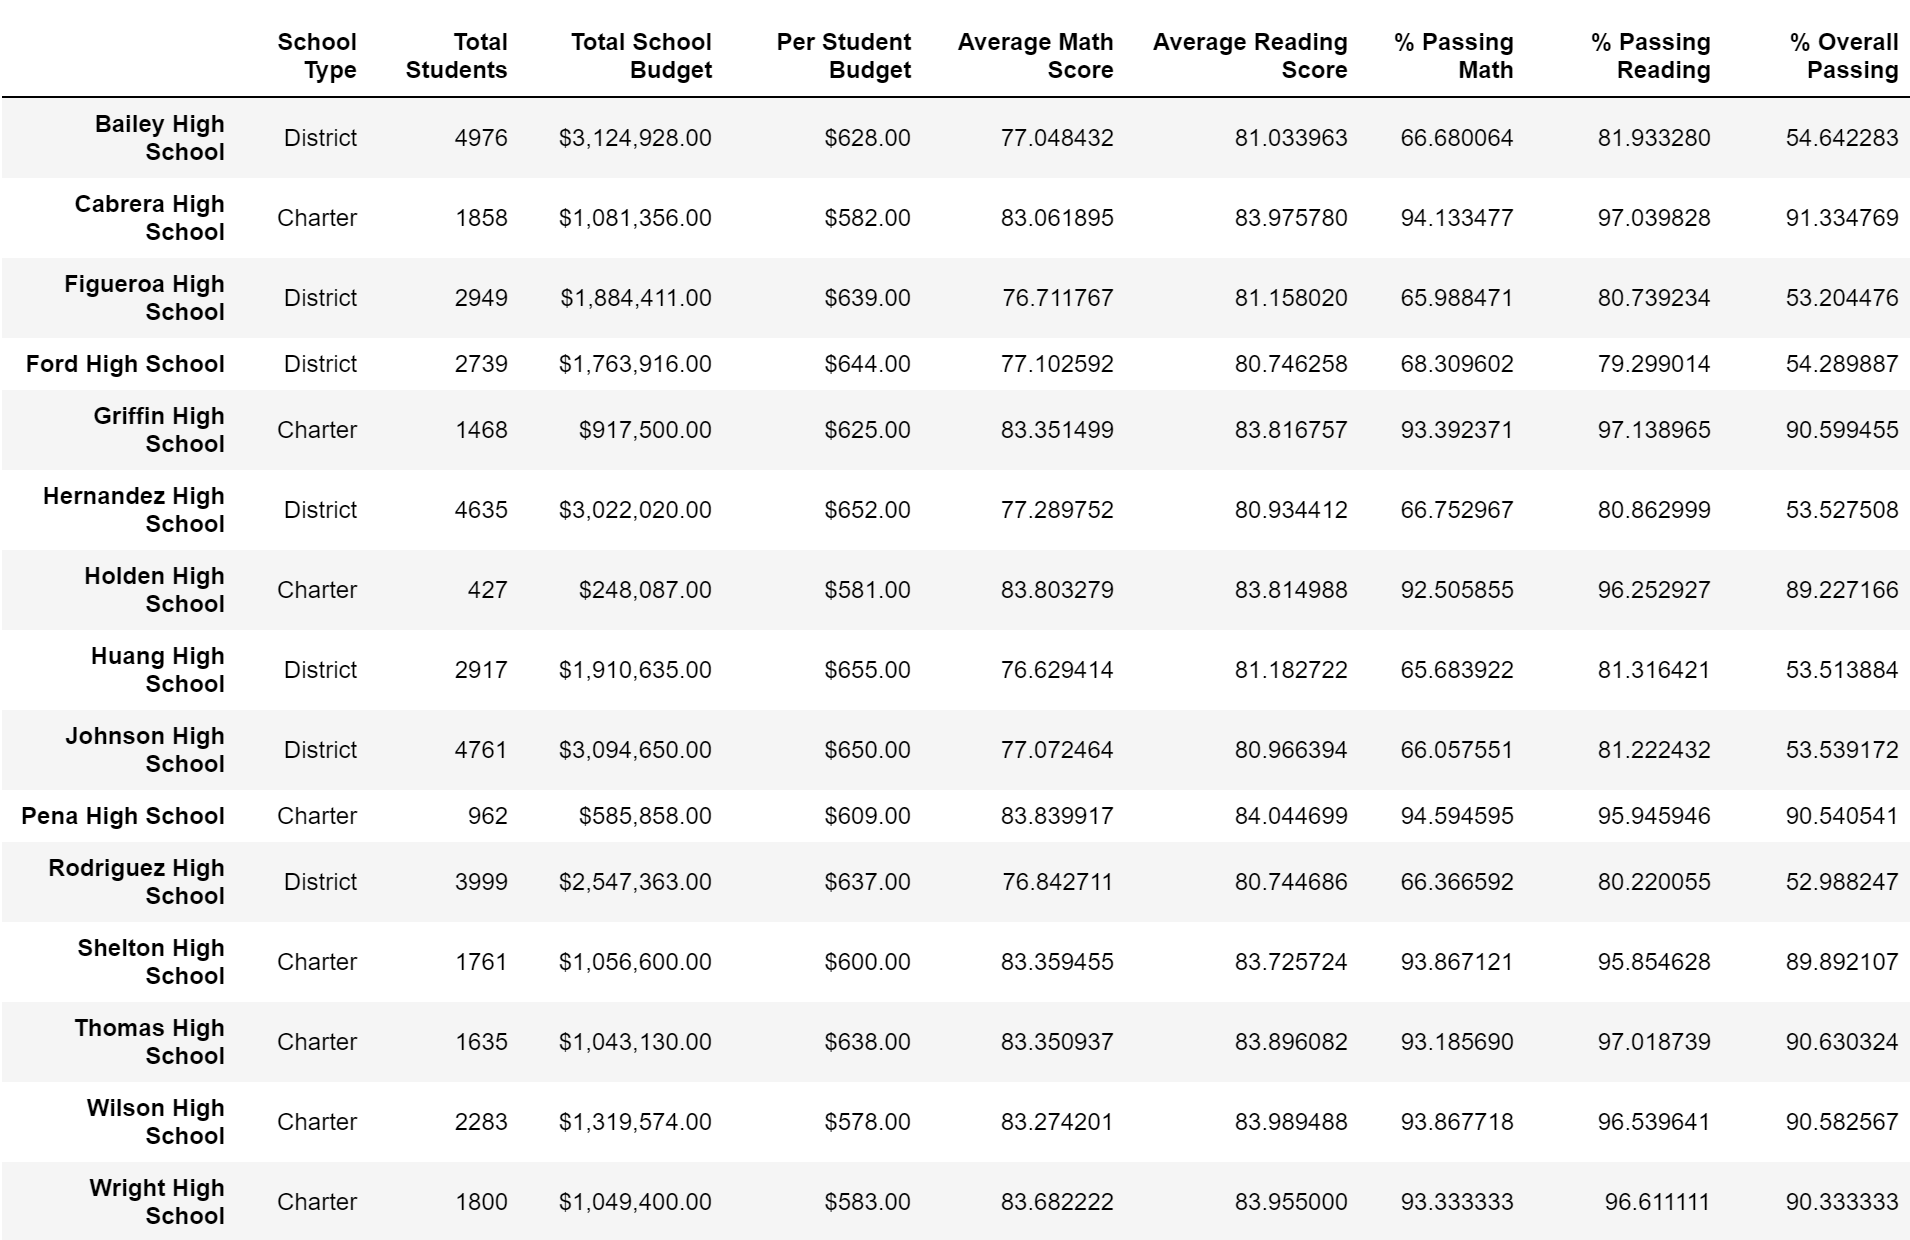 School Type Total Students Total School Budget Per Student Budget Average Math Score Average Reading Score % Passing Math % Passing Reading % Overall Passing
Bailey High School District 4976 $3,124,928.00 $628.00 77.048432 81.033963 66.680064 81.933280 54.642283
Cabrera High School Charter 1858 $1,081,356.00 $582.00 83.061895 83.975780 94.133477 97.039828 91.334769
Figueroa High School District 2949 $1,884,411.00 $639.00 76.711767 81.158020 65.988471 80.739234 53.204476
Ford High School District 2739 $1,763,916.00 $644.00 77.102592 80.746258 68.309602 79.299014 54.289887
Griffin High School Charter 1468 $917,500.00 $625.00 83.351499 83.816757 93.392371 97.138965 90.599455
Hernandez High School District 4635 $3,022,020.00 $652.00 77.289752 80.934412 66.752967 80.862999 53.527508
Holden High School Charter 427 $248,087.00 $581.00 83.803279 83.814988 92.505855 96.252927 89.227166
Huang High School District 2917 $1,910,635.00 $655.00 76.629414 81.182722 65.683922 81.316421 53.513884
Johnson High School District 4761 $3,094,650.00 $650.00 77.072464 80.966394 66.057551 81.222432 53.539172
Pena High School Charter 962 $585,858.00 $609.00 83.839917 84.044699 94.594595 95.945946 90.540541
Rodriguez High School District 3999 $2,547,363.00 $637.00 76.842711 80.744686 66.366592 80.220055 52.988247
Shelton High School Charter 1761 $1,056,600.00 $600.00 83.359455 83.725724 93.867121 95.854628 89.892107
Thomas High School Charter 1635 $1,043,130.00 $638.00 83.350937 83.896082 93.185690 97.018739 90.630324
Wilson High School Charter 2283 $1,319,574.00 $578.00 83.274201 83.989488 93.867718 96.539641 90.582567
Wright High School Charter 1800 $1,049,400.00 $583.00 83.682222 83.955000 93.333333 96.611111 90.333333